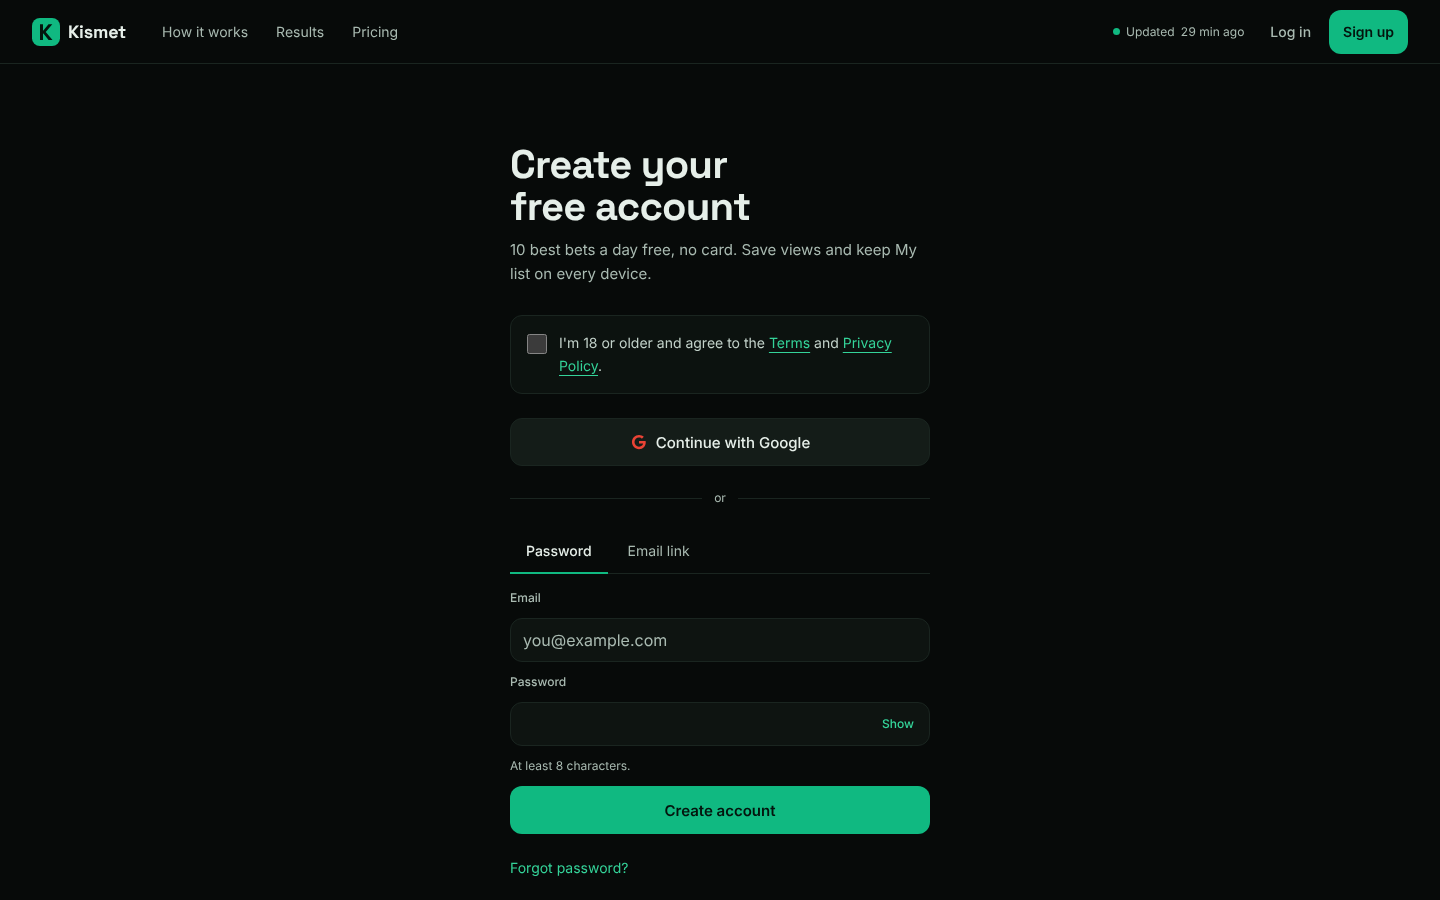 K Kismet How it works Results Pricing Updated 29 min ago Log in Sign up
Create your
free account
10 best bets a day free, no card. Save views and keep My
list on every device.
I'm 18 or older and agree to the Terms and Privacy
Policy.
G Continue with Google
or
Password Email link
Email
you@example.com
Password
Show
At least 8 characters.
Create account
Forgot password?